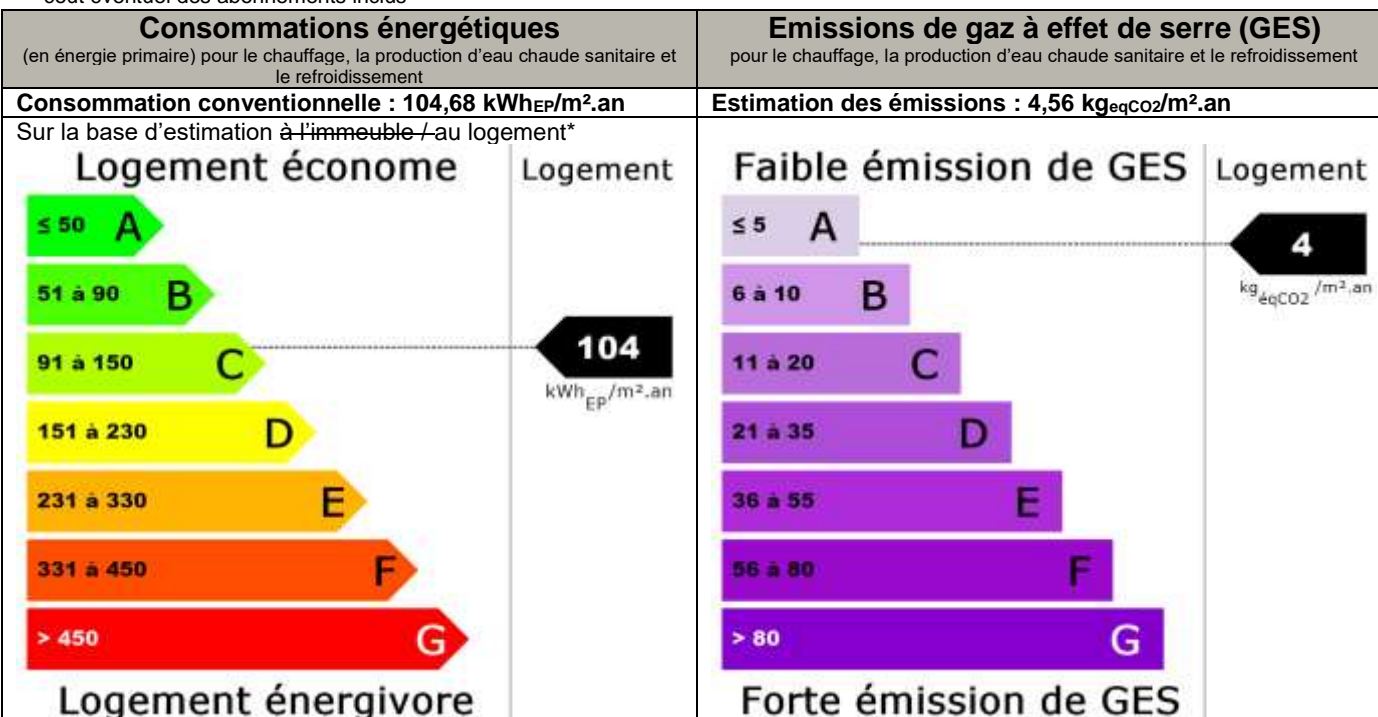 coût éventuel des abonnements inclus
Consommations énergétiques
(en énergie primaire) pour le chauffage, la production d'eau chaude sanitaire et
le refroidissement
Consommation conventionnelle : 104,68 kWhEP/m².an
Sur la base d'estimation à l'immeuble / au logement*
Logement économe
Logement
≤ 50 A
51 à 90 B
91 à 150 C
104
kWhEP/m².an
151 à 230 D
231 à 330 E
331 à 450 F
> 450 G
Logement énergivore
Emissions de gaz à effet de serre (GES)
pour le chauffage, la production d'eau chaude sanitaire et le refroidissement
Estimation des émissions : 4,56 kgeqCO2/m².an
Faible émission de GES
Logement
≤ 5 A
4
kgéqCO2/m².an
6 à 10 B
11 à 20 C
21 à 35 D
36 à 55 E
56 à 80 F
> 80 G
Forte émission de GES